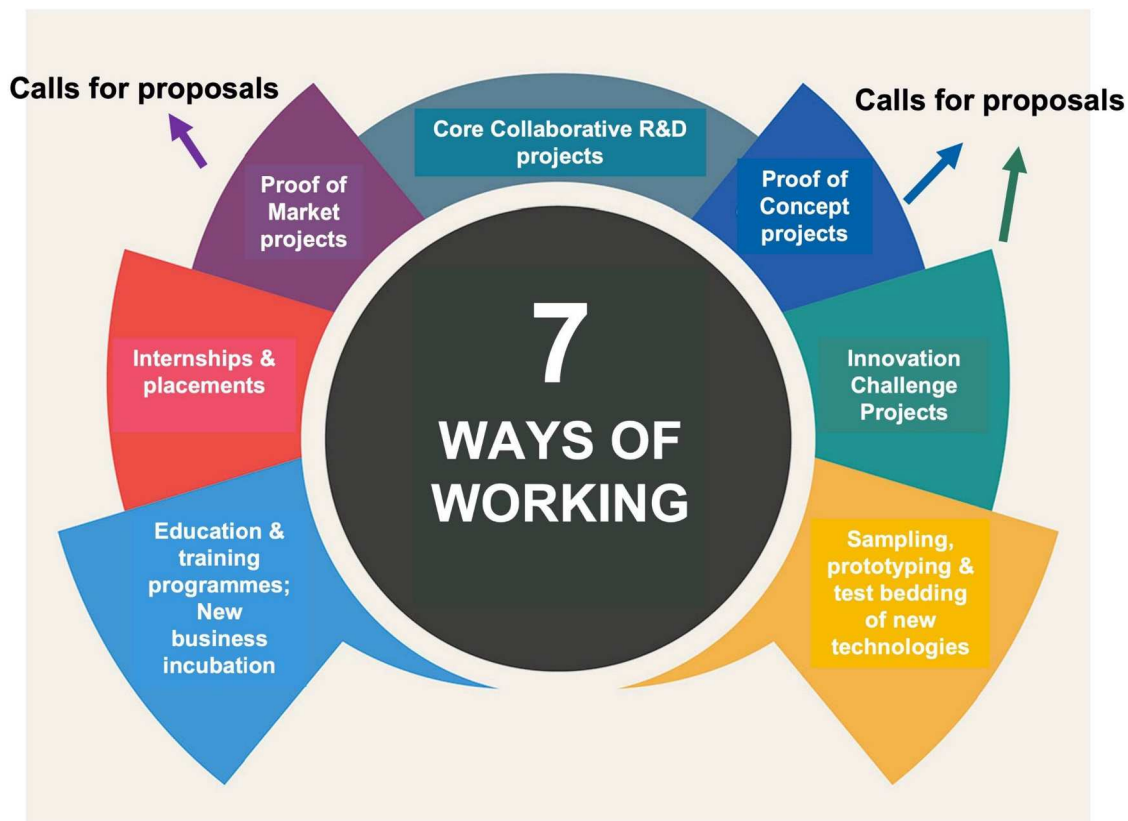 Calls for proposals
Calls for proposals
Core Collaborative R&D
projects
Proof of
Market
projects
Proof of
Concept
projects
Internships &
placements
7
WAYS OF
WORKING
Innovation
Challenge
Projects
Education &
training
programmes;
New
business
incubation
Sampling,
prototyping &
test bedding
of new
technologies